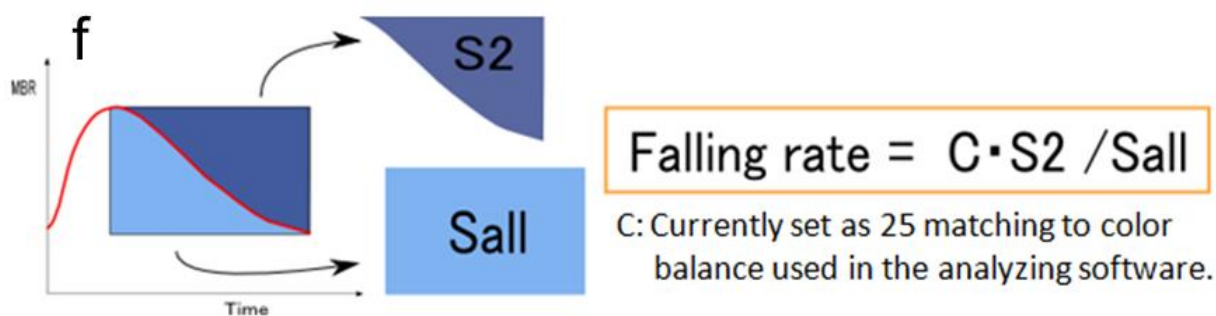 f
MBR
Time
S2
Sall
Falling rate = C・S2 /Sall
C: Currently set as 25 matching to color
balance used in the analyzing software.